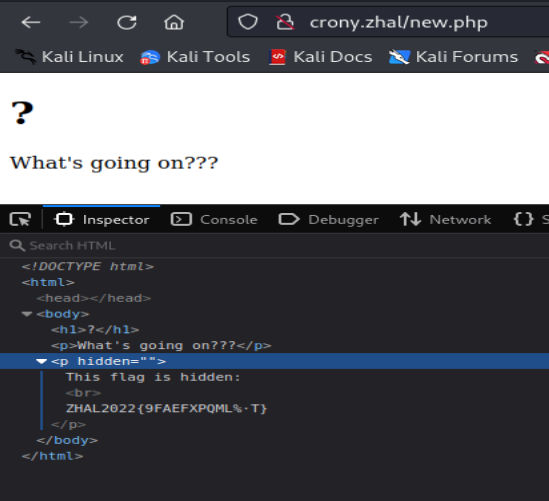 crony.zhal/new.php
Kali Linux Kali Tools Kali Docs Kali Forums
?
What's going on???
Inspector Console Debugger Network
Search HTML
<!DOCTYPE html>
<html>
<head></head>
<body>
<h1>?</h1>
<p>What's going on???</p>
<p hidden="">
This flag is hidden:
<br>
ZHAL2022{9FAEFXPQML%·T}
</p>
</body>
</html>